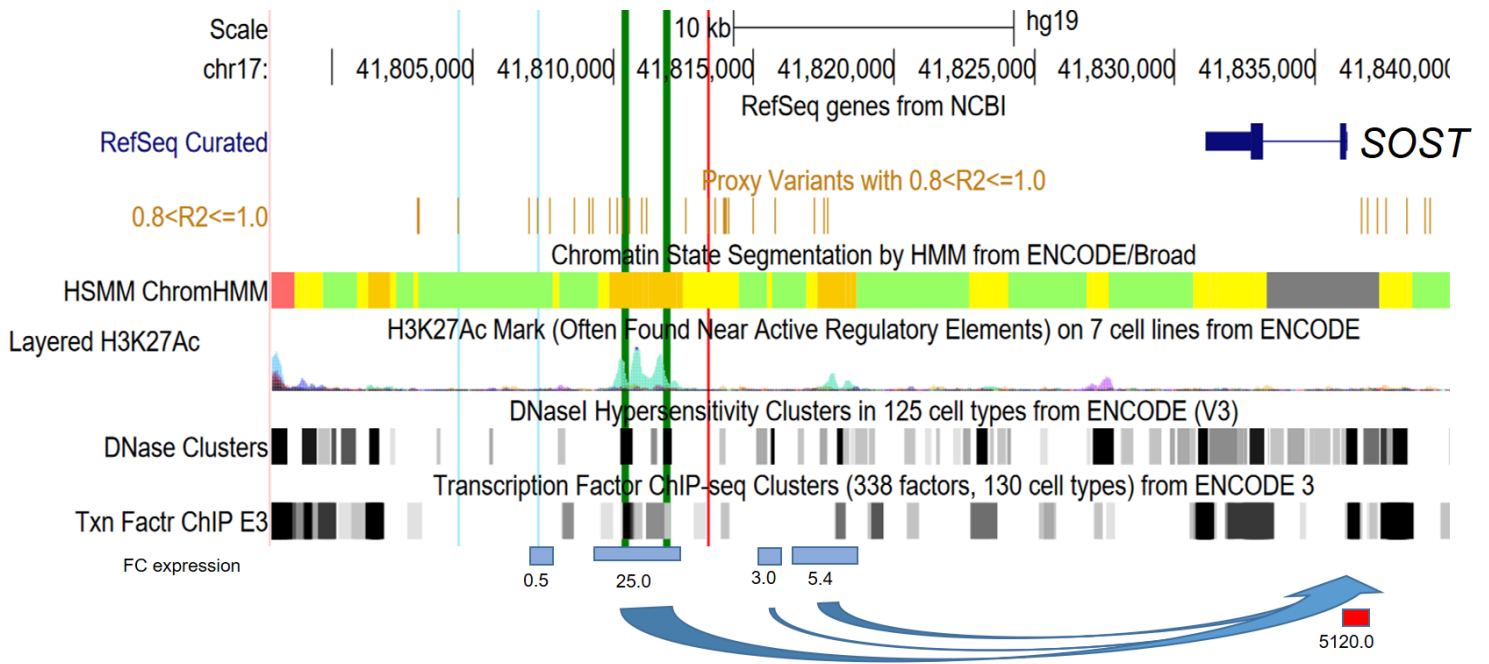 Scale 10 kb hg19
chr17: 41,805,000 41,810,000 41,815,000 41,820,000 41,825,000 41,830,000 41,835,000 41,840,000
RefSeq genes from NCBI
RefSeq Curated SOST
Proxy Variants with 0.8<R2<=1.0
0.8<R2<=1.0
Chromatin State Segmentation by HMM from ENCODE/Broad
HSMM ChromHMM
H3K27Ac Mark (Often Found Near Active Regulatory Elements) on 7 cell lines from ENCODE
Layered H3K27Ac
DNaseI Hypersensitivity Clusters in 125 cell types from ENCODE (V3)
DNase Clusters
Transcription Factor ChIP-seq Clusters (338 factors, 130 cell types) from ENCODE 3
Txn Factr ChIP E3
FC expression
0.5 25.0 3.0 5.4
5120.0